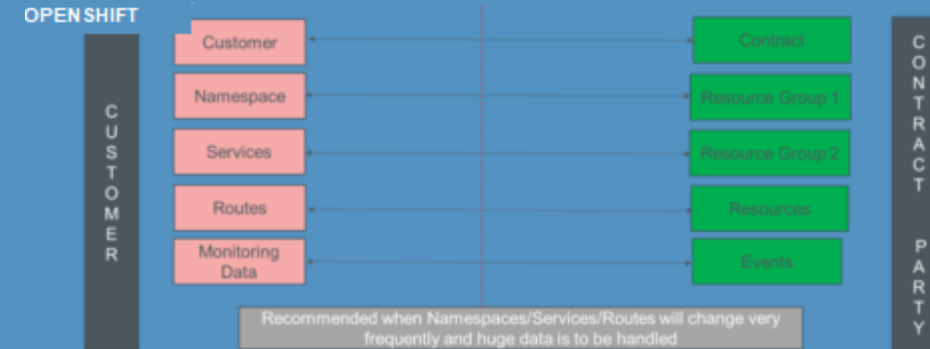 OPENSHIFT
CUSTOMER
Customer
Contract
Namespace
Resource Group 1
Services
Resource Group 2
Routes
Resources
Monitoring
Data
Events
CONTRACT PARTY
Recommended when Namespaces/Services/Routes will change very
frequently and huge data is to be handled